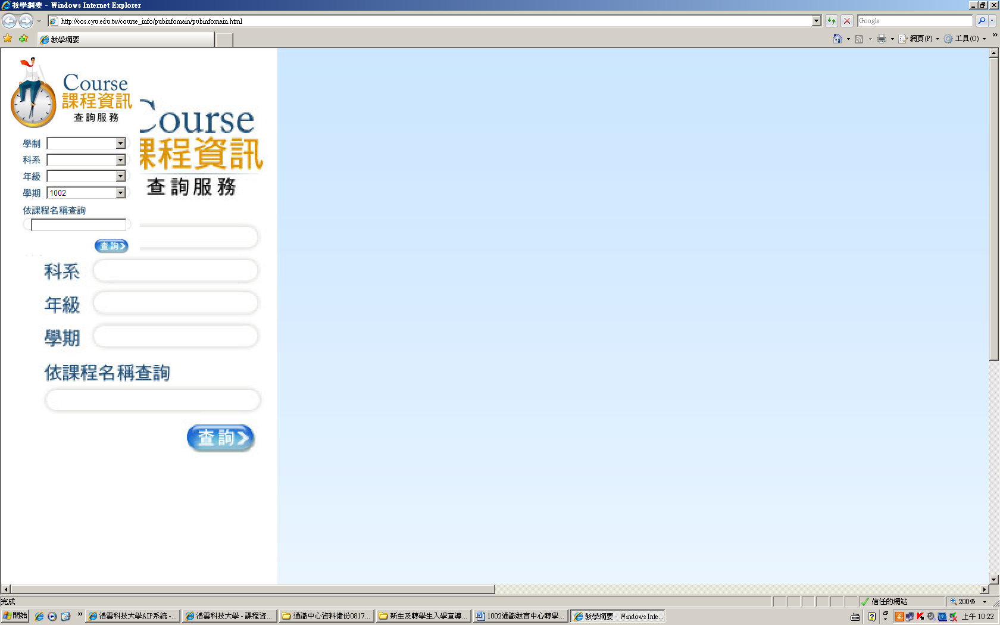 教學綱要 - Windows Internet Explorer
http://cos.cyu.edu.tw/course_info/pubinfomain/pubinfomain.html
Google
教學綱要
網頁(P)
工具(O)
Course
課程資訊
查詢服務
學制
科系
年級
學期 1002
依課程名稱查詢
查詢
Course
課程資訊
查詢服務
科系
年級
學期
依課程名稱查詢
查詢
完成
信任的網站
200%
開始
清雲科技大學AIP系統 -...
清雲科技大學 - 課程資...
通識中心資料備份0817...
新生及轉學生入學宣導...
1002通識教育中心轉學...
教學綱要 - Windows Inte...
上午 10:22